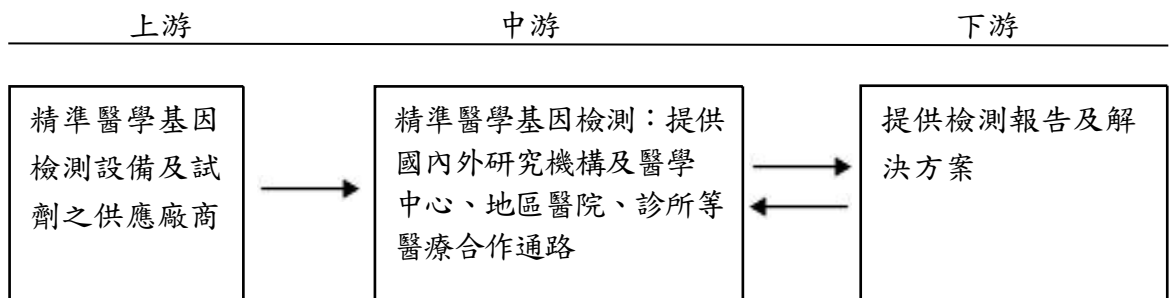 上游
中游
下游
精準醫學基因
檢測設備及試
劑之供應廠商
精準醫學基因檢測：提供
國內外研究機構及醫學
中心、地區醫院、診所等
醫療合作通路
提供檢測報告及解
決方案